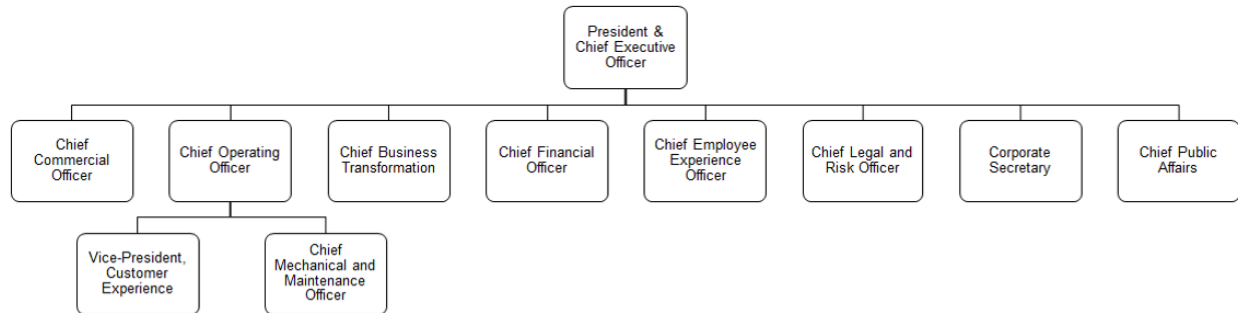 President &
Chief Executive
Officer
Chief
Commercial
Officer
Chief Operating
Officer
Chief Business
Transformation
Chief Financial
Officer
Chief Employee
Experience
Officer
Chief Legal and
Risk Officer
Corporate
Secretary
Chief Public
Affairs
Vice-President,
Customer
Experience
Chief
Mechanical and
Maintenance
Officer